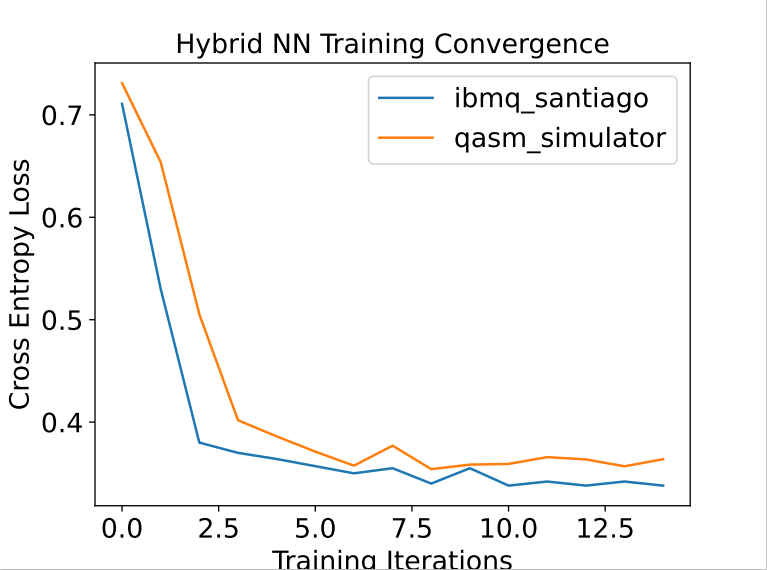 Hybrid NN Training Convergence
ibmq_santiago
qasm_simulator
Cross Entropy Loss
0.7
0.6
0.5
0.4
0.0 2.5 5.0 7.5 10.0 12.5
Training Iterations